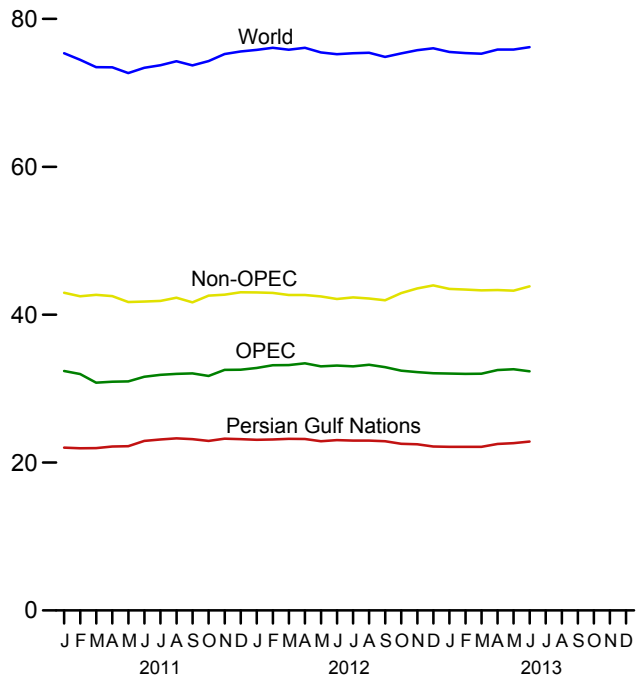 80
World
60
Non-OPEC
40
OPEC
Persian Gulf Nations
20
0
J F M A M J J A S O N D J F M A M J J A S O N D J F M A M J J A S O N D
2011 2012 2013